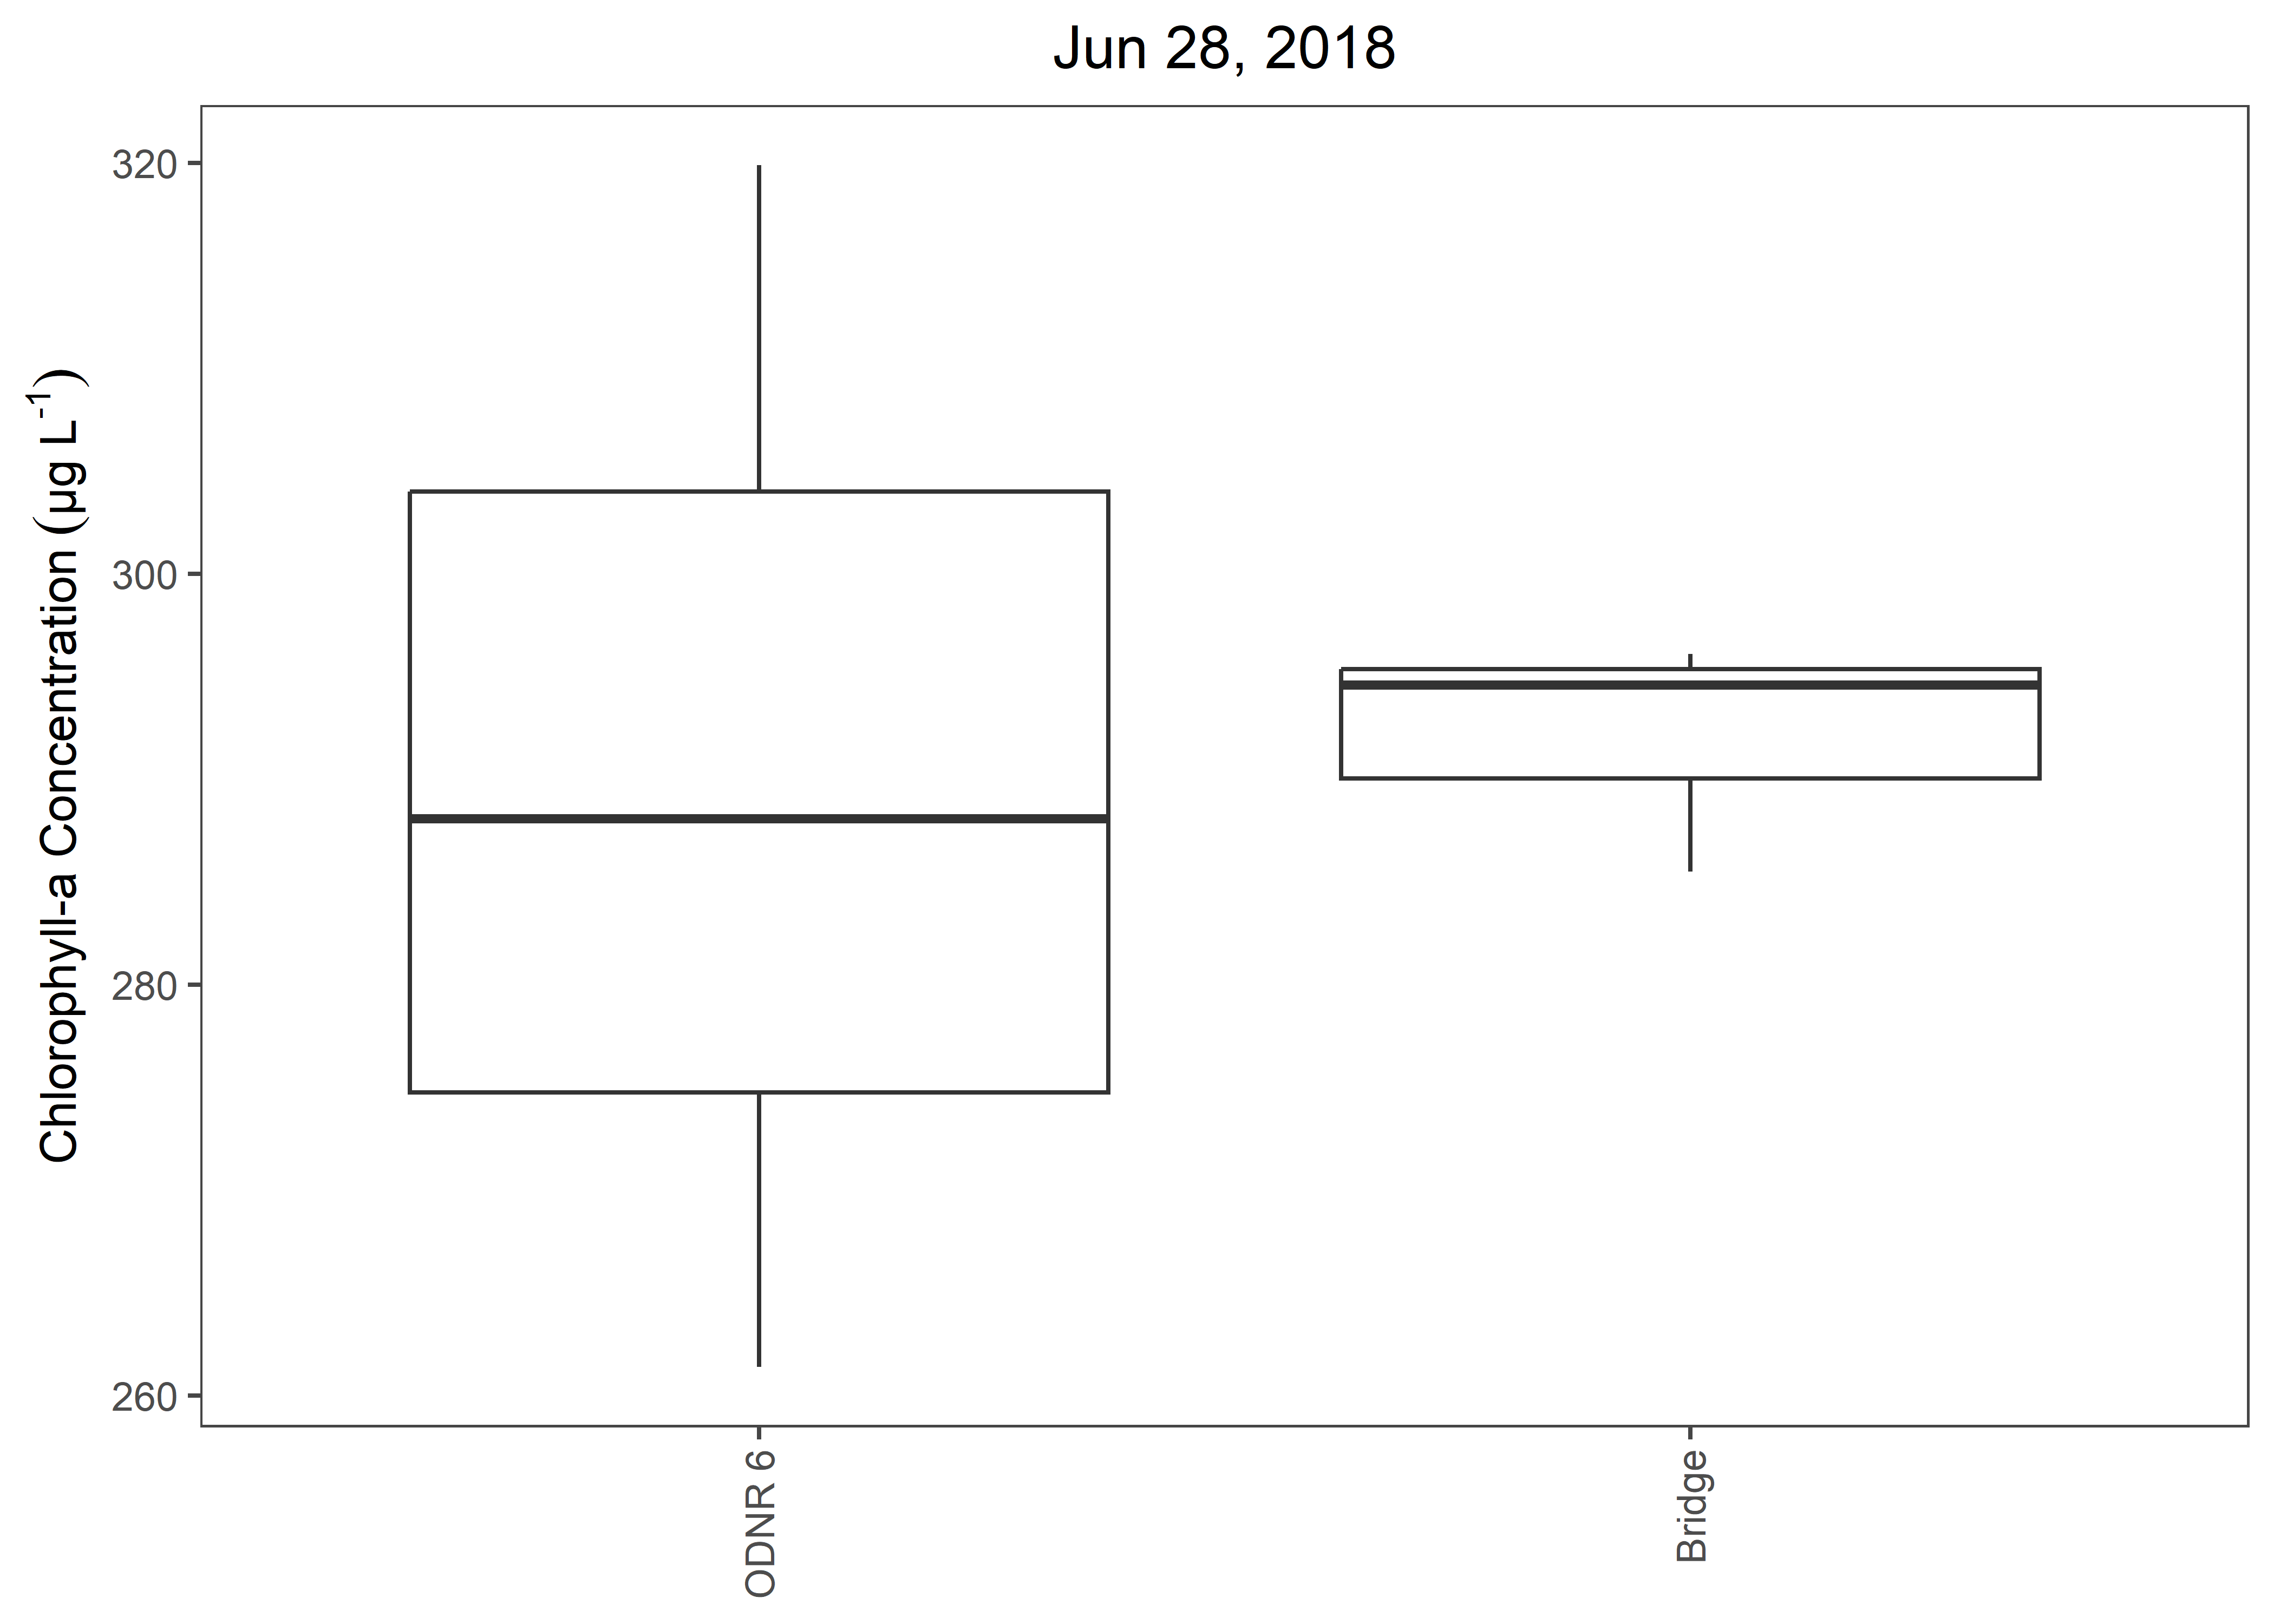 Jun 28, 2018
Chlorophyll-a Concentration (µg L⁻¹)
320
300
280
260
ODNR 6
Bridge